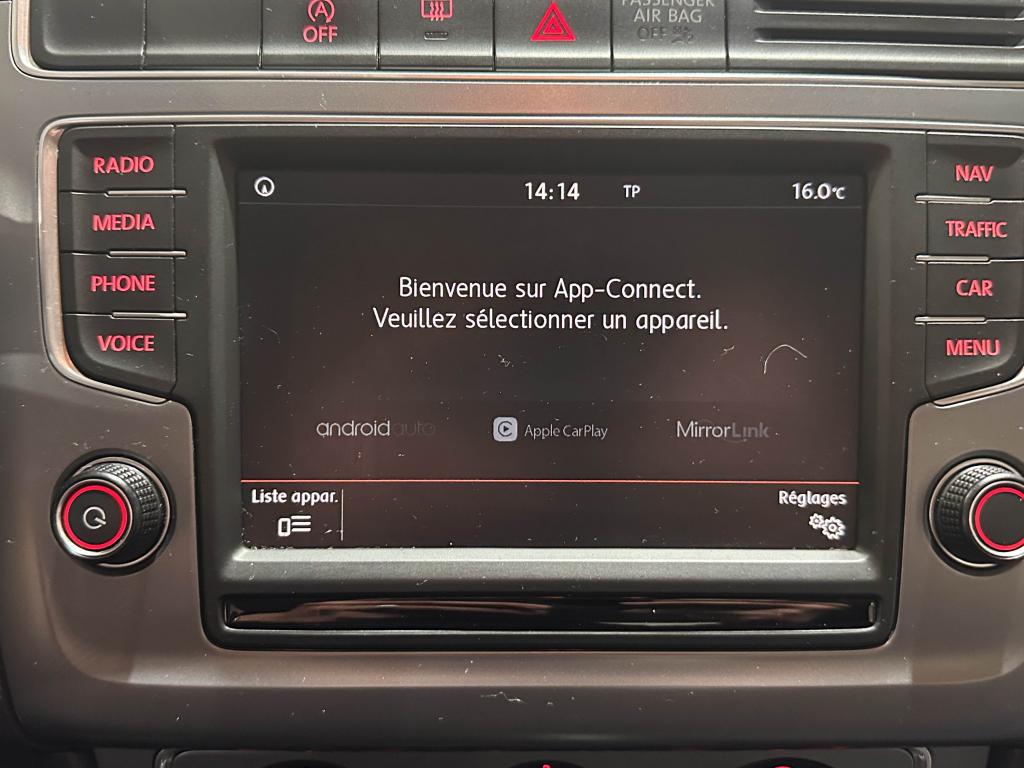 OFF
PASSENGER
AIR BAG
OFF
RADIO
MEDIA
PHONE
VOICE
14:14 TP 16.0°C
Bienvenue sur App-Connect.
Veuillez sélectionner un appareil.
androidauto Apple CarPlay MirrorLink
Liste appar. Réglages
NAV
TRAFFIC
CAR
MENU